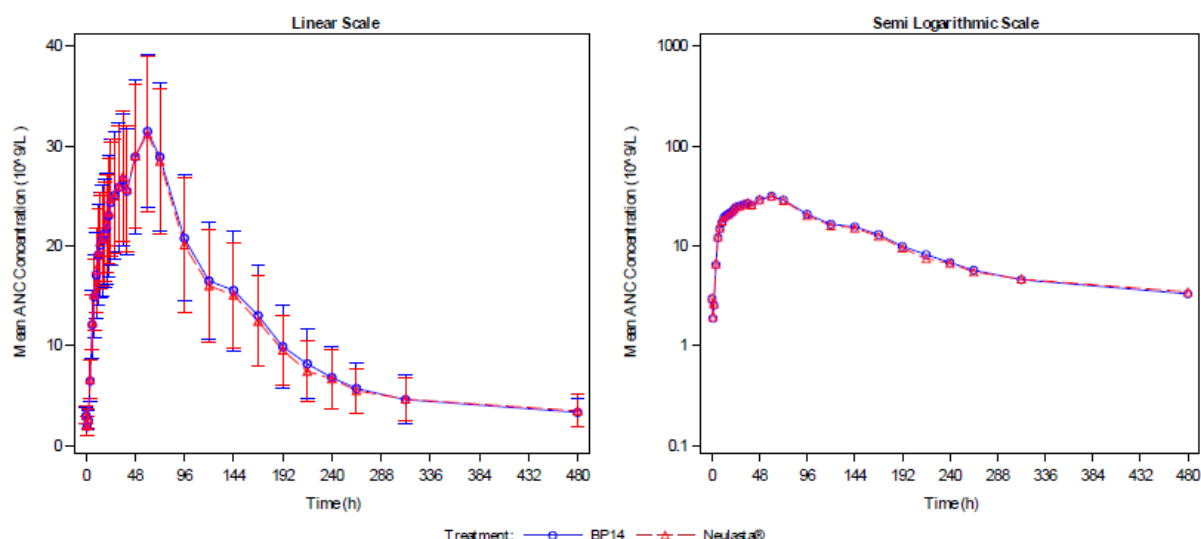 Linear Scale
Semi Logarithmic Scale
Mean ANC Concentration (10^9/L)
40
30
20
10
0
0 48 96 144 192 240 288 336 384 432 480
Time (h)
Mean ANC Concentration (10^9/L)
1000
100
10
1
0.1
0 48 96 144 192 240 288 336 384 432 480
Time (h)
Treatment: BP14 Neulasta®